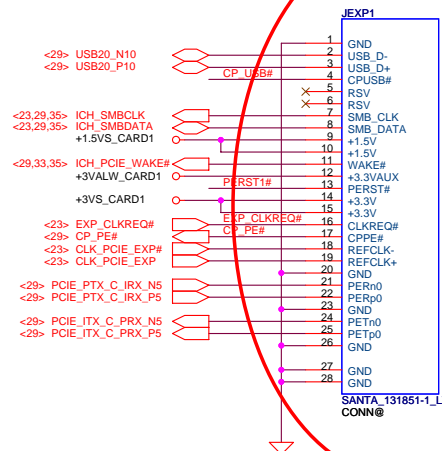 JEXP1
1 GND
<29> USB20_N10 2 USB_D-
<29> USB20_P10 3 USB_D+
CP_USB# 4 CPUSB#
5 RSV
6 RSV
<23,29,35> ICH_SMBCLK 7 SMB_CLK
<23,29,35> ICH_SMBDATA 8 SMB_DATA
+1.5VS_CARD1 9 +1.5V
10 +1.5V
<29,33,35> ICH_PCIE_WAKE# 11 WAKE#
+3VALW_CARD1 12 +3.3VAUX
PERST1# 13 PERST#
+3VS_CARD1 14 +3.3V
15 +3.3V
<23> EXP_CLKREQ# EXP_CLKREQ# 16 CLKREQ#
<29> CP_PE# CP_PE# 17 CPPE#
<23> CLK_PCIE_EXP# 18 REFCLK-
<23> CLK_PCIE_EXP 19 REFCLK+
20 GND
<29> PCIE_PTX_C_IRX_N5 21 PERn0
<29> PCIE_PTX_C_IRX_P5 22 PERp0
23 GND
<29> PCIE_ITX_C_PRX_N5 24 PETn0
<29> PCIE_ITX_C_PRX_P5 25 PETp0
26 GND
27 GND
28 GND
SANTA_131851-1_L
CONN@